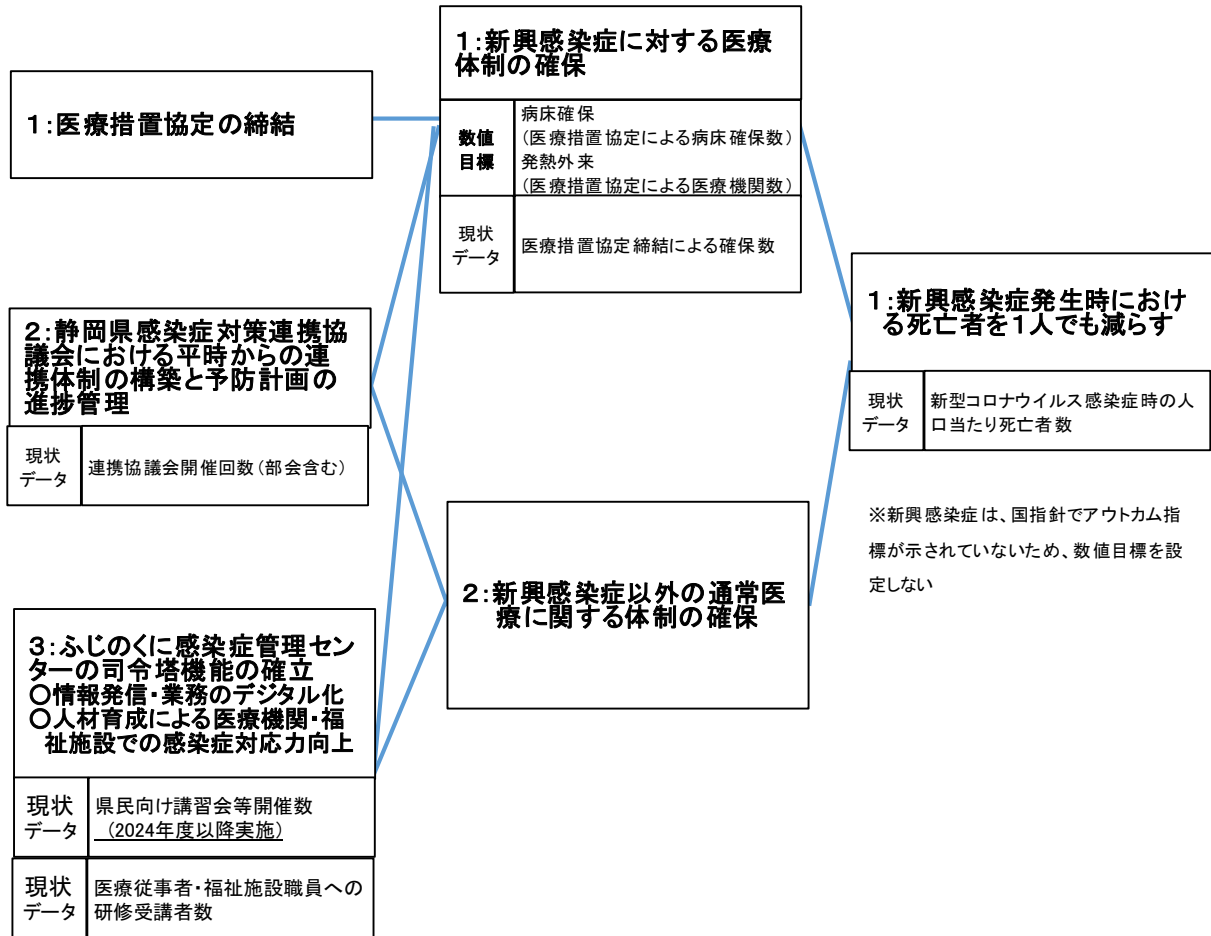 1:医療措置協定の締結
2:静岡県感染症対策連携協
議会における平時からの連
携体制の構築と予防計画の
進捗管理
現状
データ
連携協議会開催回数(部会含む)
3:ふじのくに感染症管理セン
ターの司令塔機能の確立
○情報発信・業務のデジタル化
○人材育成による医療機関・福
祉施設での感染症対応力向上
現状
データ
県民向け講習会等開催数
(2024年度以降実施)
現状
データ
医療従事者・福祉施設職員への
研修受講者数
1:新興感染症に対する医療
体制の確保
数値
目標
病床確保
(医療措置協定による病床確保数)
発熱外来
(医療措置協定による医療機関数)
現状
データ
医療措置協定締結による確保数
2:新興感染症以外の通常医
療に関する体制の確保
1:新興感染症発生時におけ
る死亡者を1人でも減らす
現状
データ
新型コロナウイルス感染症時の人
口当たり死亡者数
※新興感染症は、国指針でアウトカム指
標が示されていないため、数値目標を設
定しない